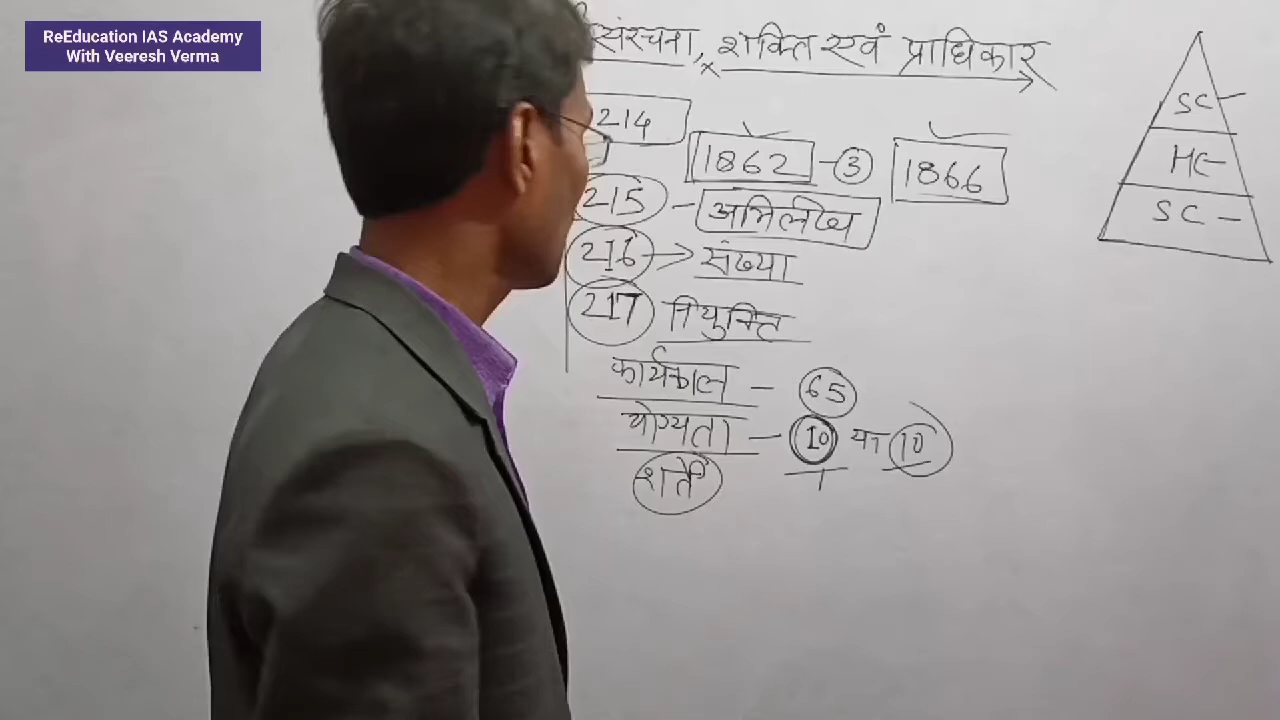 ReEducation IAS Academy
With Veeresh Verma
संरचना, शक्ति एवं प्राधिकार
214
1862 - 3 1866
215 - अभिलेख
216 → संख्या
217 नियुक्ति
कार्यकाल - 65
योग्यता - 10 या 10
शर्तें
SC -
HC -
SC -